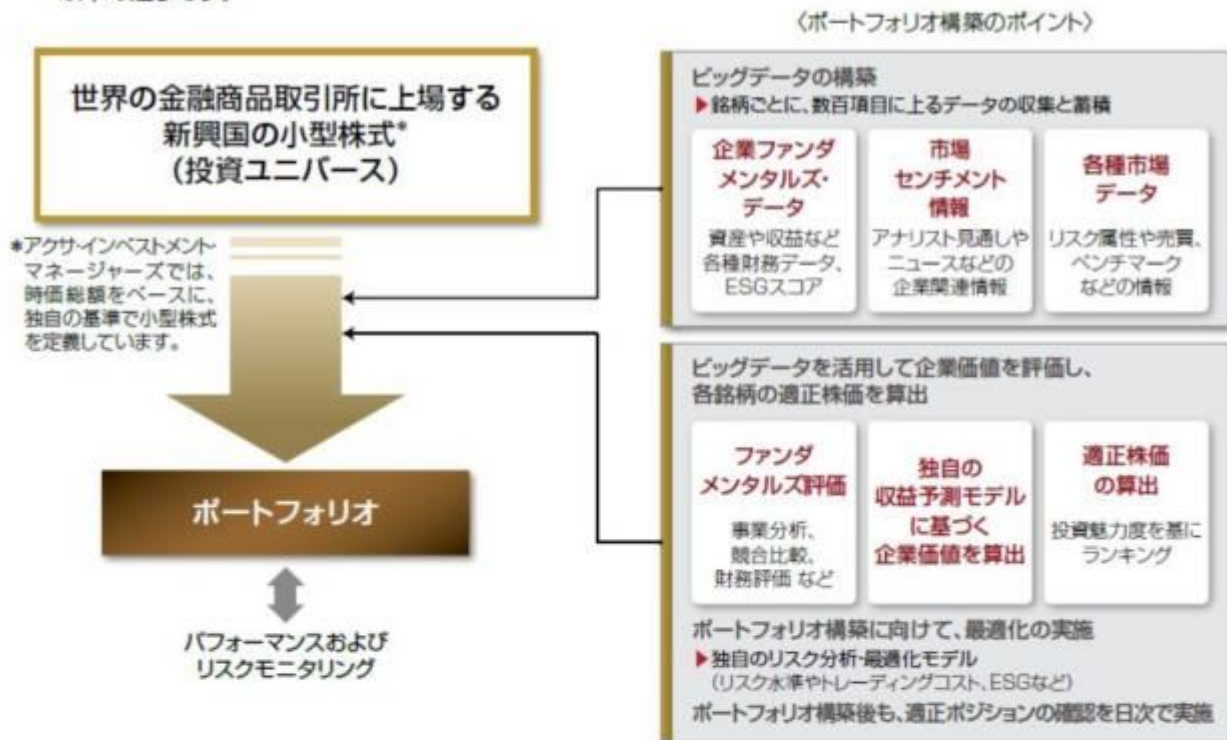 〈ポートフォリオ構築のポイント〉
世界の金融商品取引所に上場する
新興国の小型株式*
(投資ユニバース)
*アクサ・インベストメント・
マネージャーズでは、
時価総額をベースに、
独自の基準で小型株式
を定義しています。
ポートフォリオ
パフォーマンスおよび
リスクモニタリング
ビッグデータの構築
▶銘柄ごとに、数百項目に上るデータの収集と蓄積
企業ファンダ
メンタルズ・
データ
資産や収益など
各種財務データ、
ESGスコア
市場
センチメント
情報
アナリスト見通しや
ニュースなどの
企業関連情報
各種市場
データ
リスク属性や売買、
ベンチマーク
などの情報
ビッグデータを活用して企業価値を評価し、
各銘柄の適正株価を算出
ファンダ
メンタルズ評価
事業分析、
競合比較、
財務評価 など
独自の
収益予測モデル
に基づく
企業価値を算出
適正株価
の算出
投資魅力度を基に
ランキング
ポートフォリオ構築に向けて、最適化の実施
▶独自のリスク分析・最適化モデル
(リスク水準やトレーディングコスト、ESGなど)
ポートフォリオ構築後も、適正ポジションの確認を日次で実施